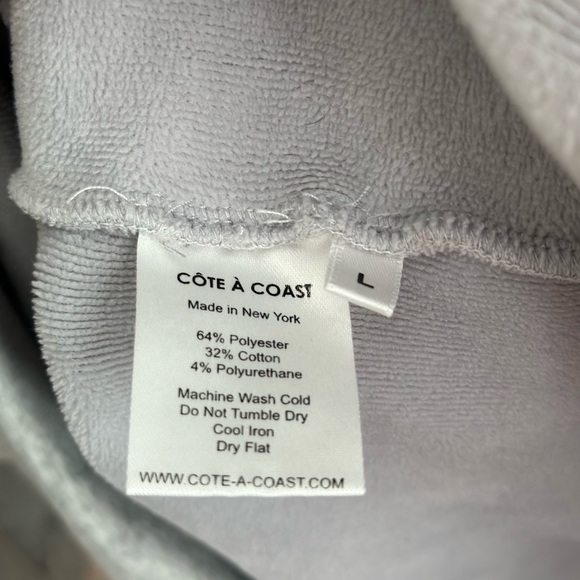 CÔTE À COAST
L
Made in New York
64% Polyester
32% Cotton
4% Polyurethane
Machine Wash Cold
Do Not Tumble Dry
Cool Iron
Dry Flat
WWW.COTE-A-COAST.COM